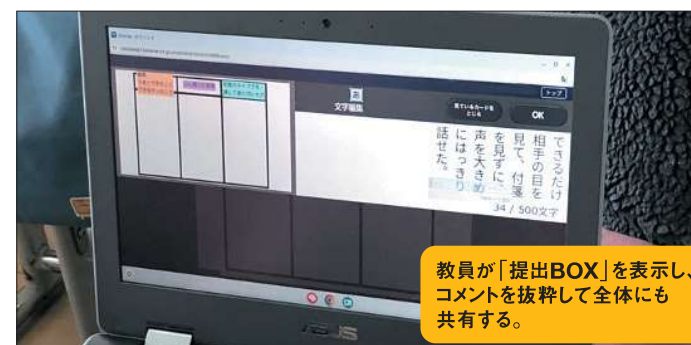 トップ
あ
文字編集
見ているカードを
とじる
OK
できるだけ
相手の目を
見て、付箋
を見ずに、
声を大きめ
にはっきり
話せた。
34 / 500文字
ASUS
教員が「提出BOX」を表示し、
コメントを抜粋して全体にも
共有する。